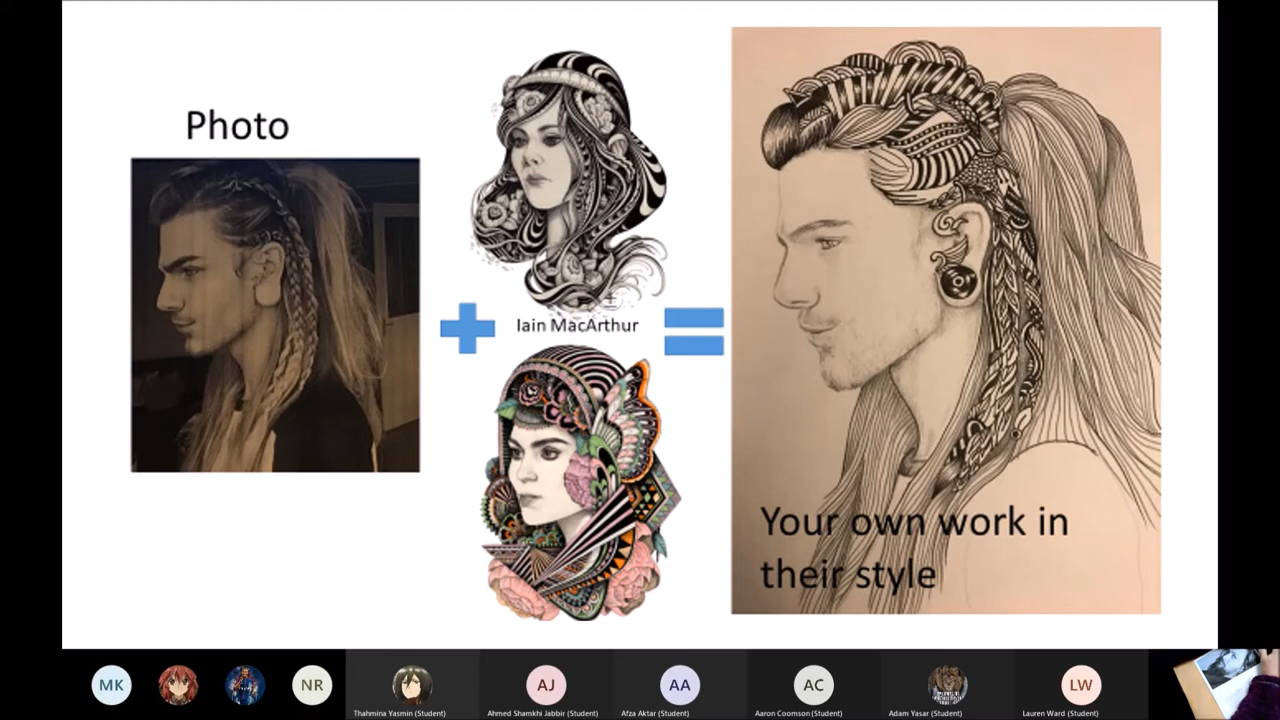 Photo
Iain MacArthur
Your own work in
their style
MK
NR
AJ
AA
AC
LW
Thahmina Yasmin (Student)
Ahmed Shamkhi Jabbir (Student)
Afza Aktar (Student)
Aaron Coomson (Student)
Adam Yasar (Student)
Lauren Ward (Student)